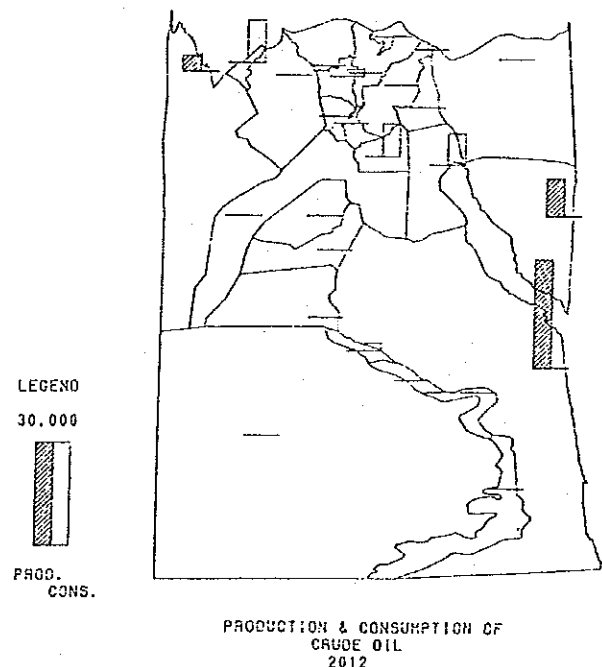 LEGEND
30.000
PROD.
CONS.
PRODUCTION & CONSUMPTION OF
CRUDE OIL
2012